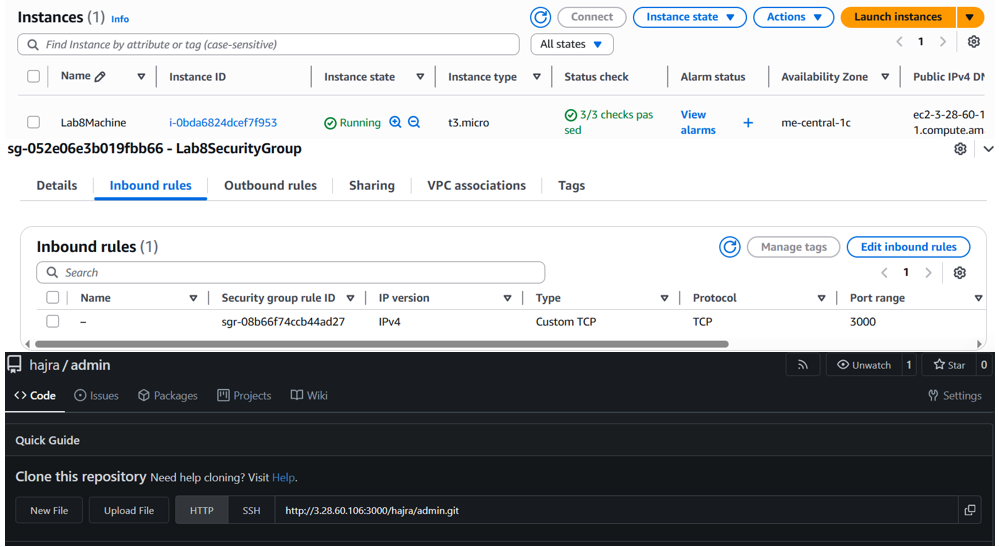 Instances (1) Info
Connect
Instance state
Actions
Launch instances
Find Instance by attribute or tag (case-sensitive)
All states
1
Name
Instance ID
Instance state
Instance type
Status check
Alarm status
Availability Zone
Public IPv4 DN
Lab8Machine
i-0bda6824dcef7f953
Running
t3.micro
3/3 checks pas
sed
View
alarms
+
me-central-1c
ec2-3-28-60-1
1.compute.am
sg-052e06e3b019fbb66 - Lab8SecurityGroup
Details
Inbound rules
Outbound rules
Sharing
VPC associations
Tags
Inbound rules (1)
Manage tags
Edit inbound rules
Search
1
Name
Security group rule ID
IP version
Type
Protocol
Port range
–
sgr-08b66f74ccb44ad27
IPv4
Custom TCP
TCP
3000
hajra / admin
Unwatch
1
Star
0
Code
Issues
Packages
Projects
Wiki
Settings
Quick Guide
Clone this repository Need help cloning? Visit Help.
New File
Upload File
HTTP
SSH
http://3.28.60.106:3000/hajra/admin.git